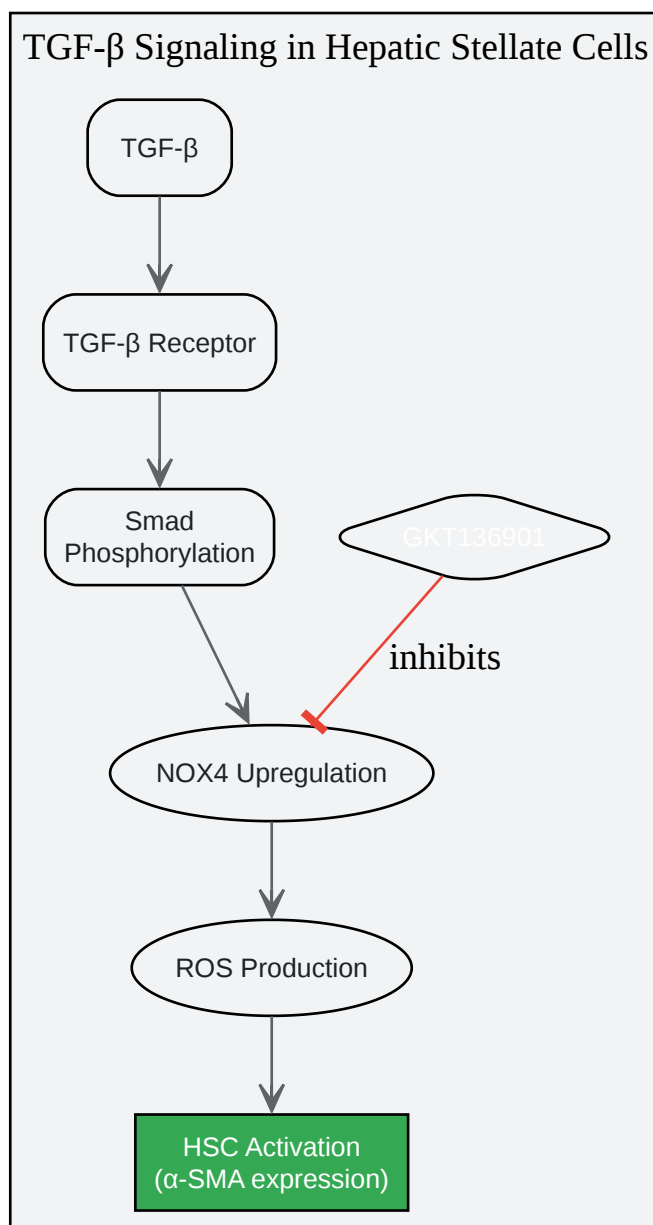 TGF-β Signaling in Hepatic Stellate Cells
TGF-β
TGF-β Receptor
Smad
Phosphorylation
GKT136901
inhibits
NOX4 Upregulation
ROS Production
HSC Activation
(α-SMA expression)